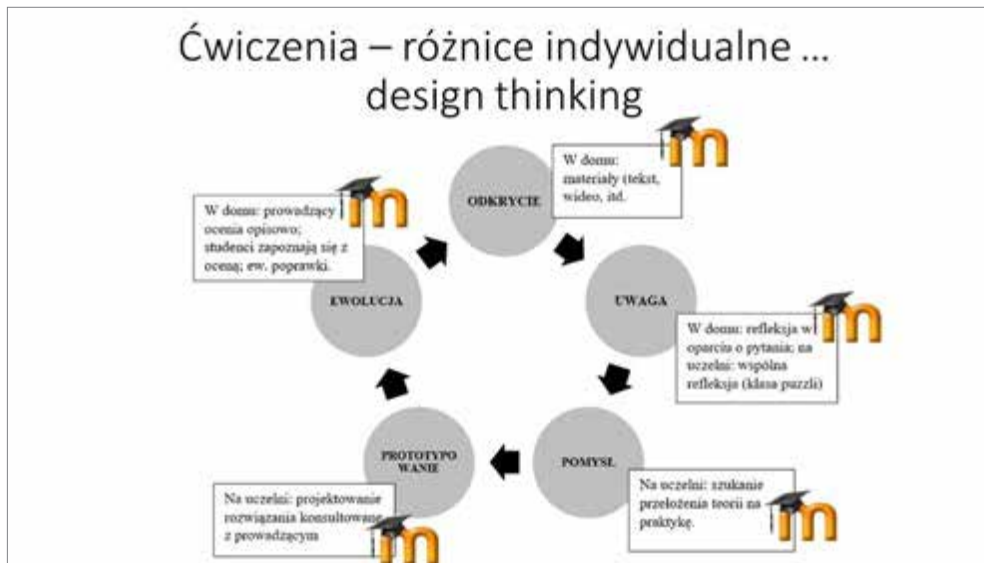 Ćwiczenia – różnice indywidualne ...
design thinking
ODKRYCIE
W domu:
materiały (tekst,
wideo, itd.
UWAGA
W domu: refleksja w
oparciu o pytania; na
uczelni: wspólna
refleksja (klasa puzzli)
POMYSŁ
Na uczelni: szukanie
przełożenia teorii na
praktykę.
PROTOTYPO
WANIE
Na uczelni: projektowanie
rozwiązania konsultowane
z prowadzącym
EWOLUCJA
W domu: prowadzący
ocenia opisowo;
studenci zapoznają się z
oceną; ew. poprawki.
m
m
m
m
m